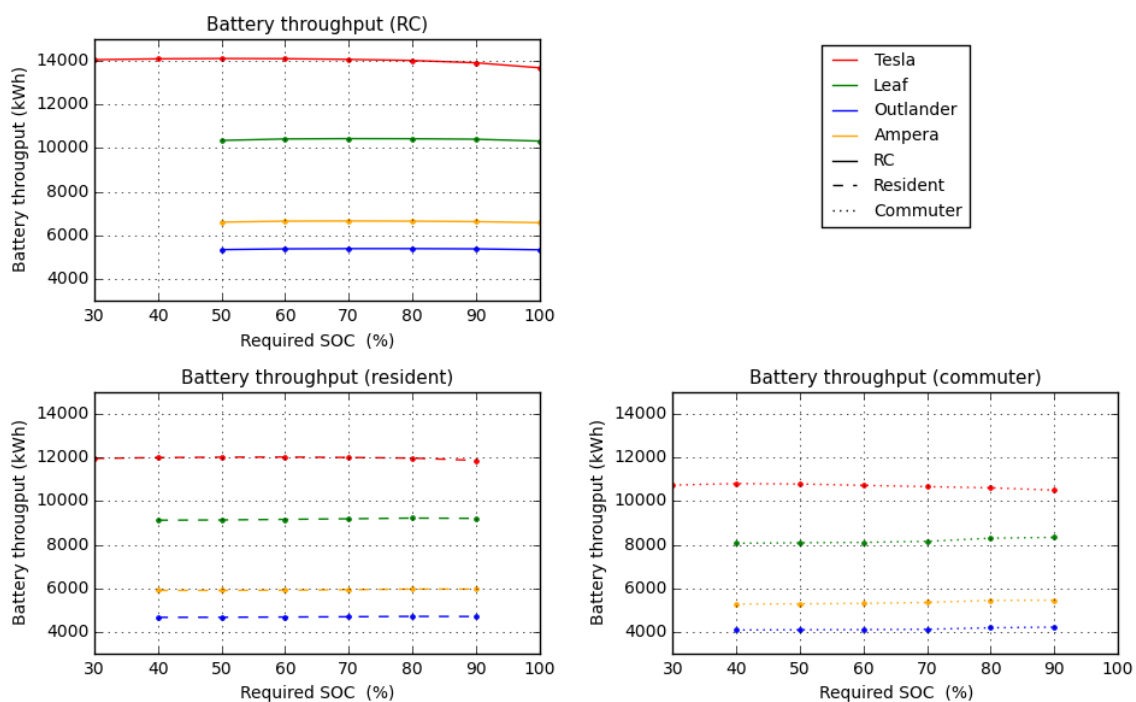 Battery throughput (RC)
Battery througput (kWh)
14000
12000
10000
8000
6000
4000
30 40 50 60 70 80 90 100
Required SOC (%)
Tesla
Leaf
Outlander
Ampera
RC
Resident
Commuter
Battery throughput (resident)
Battery througput (kWh)
14000
12000
10000
8000
6000
4000
30 40 50 60 70 80 90 100
Required SOC (%)
Battery throughput (commuter)
Battery througput (kWh)
14000
12000
10000
8000
6000
4000
30 40 50 60 70 80 90 100
Required SOC (%)